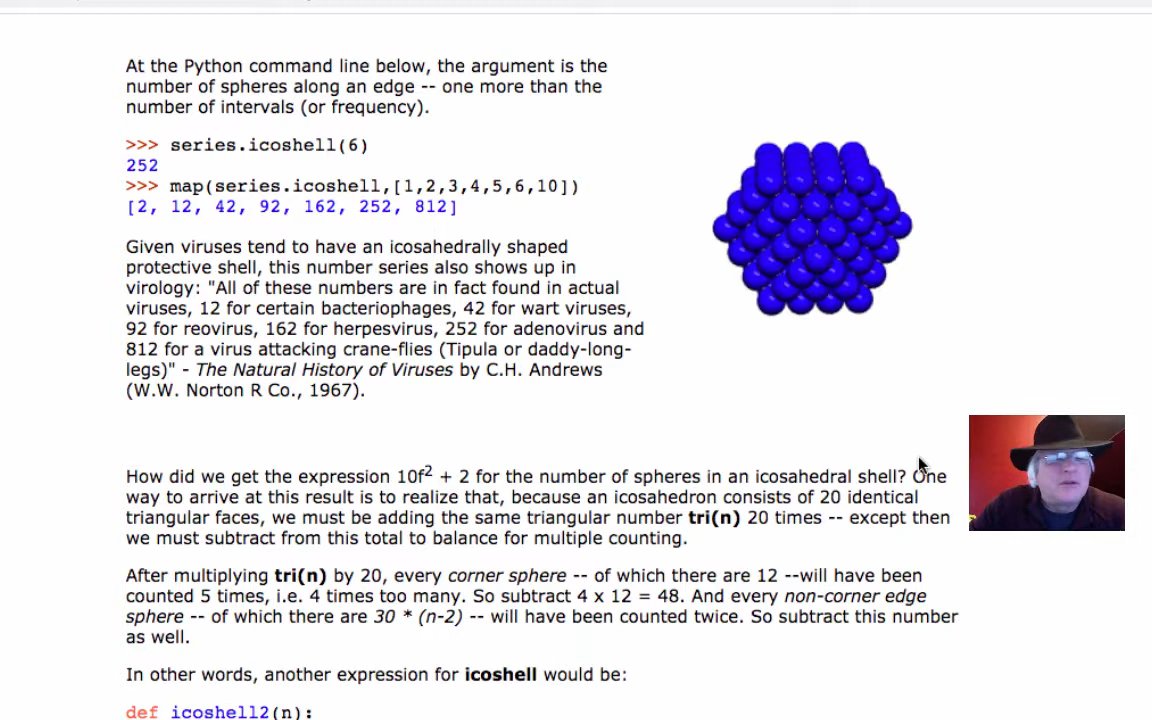 At the Python command line below, the argument is the
number of spheres along an edge -- one more than the
number of intervals (or frequency).
>>> series.icoshell(6)
252
>>> map(series.icoshell,[1,2,3,4,5,6,10])
[2, 12, 42, 92, 162, 252, 812]
Given viruses tend to have an icosahedrally shaped
protective shell, this number series also shows up in
virology: "All of these numbers are in fact found in actual
viruses, 12 for certain bacteriophages, 42 for wart viruses,
92 for reovirus, 162 for herpesvirus, 252 for adenovirus and
812 for a virus attacking crane-flies (Tipula or daddy-long-
legs)" - The Natural History of Viruses by C.H. Andrews
(W.W. Norton R Co., 1967).
How did we get the expression 10f² + 2 for the number of spheres in an icosahedral shell? One
way to arrive at this result is to realize that, because an icosahedron consists of 20 identical
triangular faces, we must be adding the same triangular number tri(n) 20 times -- except then
we must subtract from this total to balance for multiple counting.
After multiplying tri(n) by 20, every corner sphere -- of which there are 12 --will have been
counted 5 times, i.e. 4 times too many. So subtract 4 x 12 = 48. And every non-corner edge
sphere -- of which there are 30 * (n-2) -- will have been counted twice. So subtract this number
as well.
In other words, another expression for icoshell would be:
def icoshell2(n):